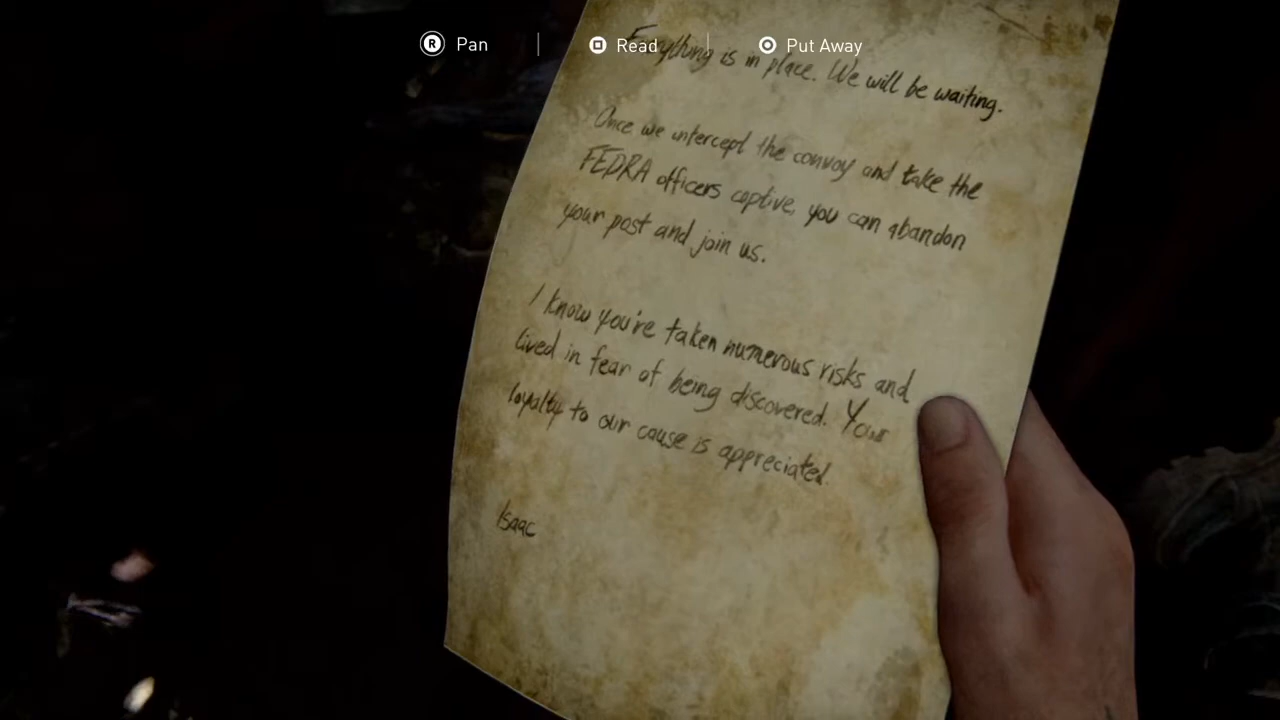 Pan
Read
Put Away
Everything is in place. We will be waiting.
Once we intercept the convoy and take the
FEDRA officers captive, you can abandon
your post and join us.
I know you're taken numerous risks and
lived in fear of being discovered. Your
loyalty to our cause is appreciated.
Isaac